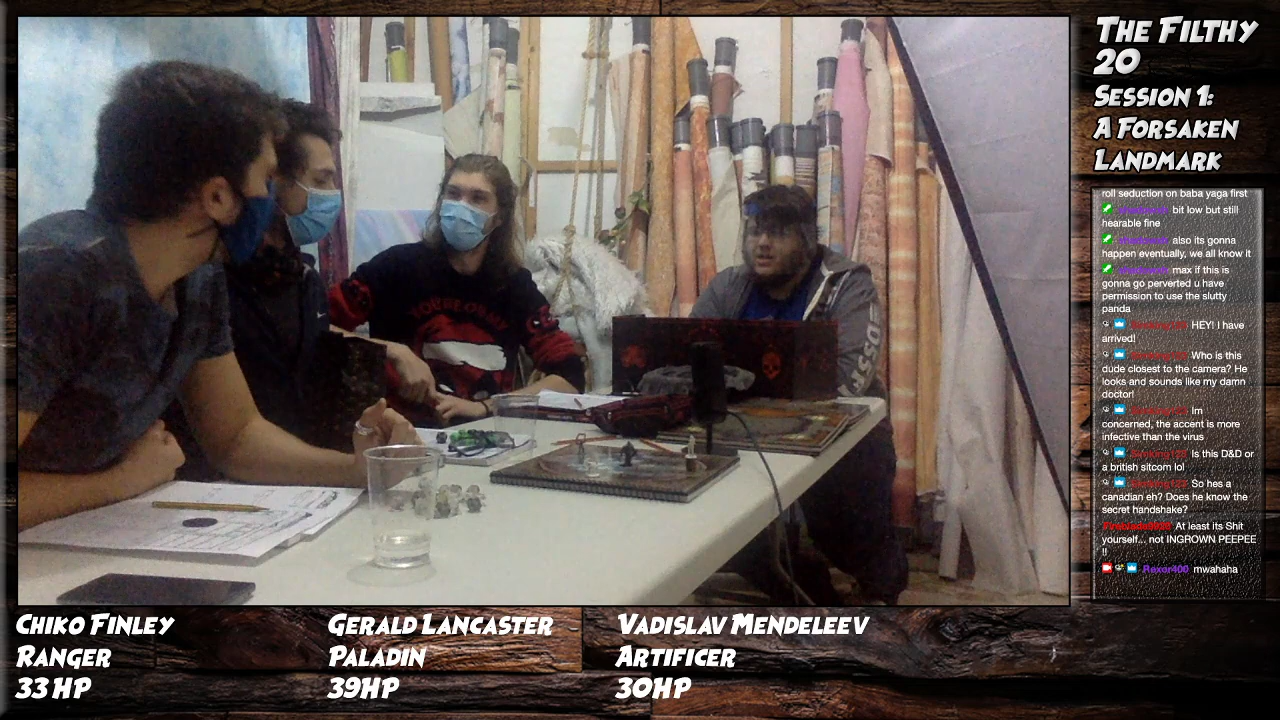 THE FILTHY
20
SESSION 1:
A FORSAKEN
LANDMARK
roll seduction on baba yaga first
bit low but still
hearable fine
also its gonna
happen eventually, we all know it
max if this is
gonna go perverted u have
permission to use the slutty
panda
HEY! I have
arrived!
Who is this
dude closest to the camera? He
looks and sounds like my damn
doctor!
Im
concerned, the accent is more
infective than the virus
Is this D&D or
a british sitcom lol
So hes a
canadian eh? Does he know the
secret handshake?
At least its Shit
yourself... not INGROWN PEEPEE
!!
Rexor400 mwahaha
CHIKO FINLEY
RANGER
33 HP
GERALD LANCASTER
PALADIN
39HP
VADISLAV MENDELEEV
ARTIFICER
30HP